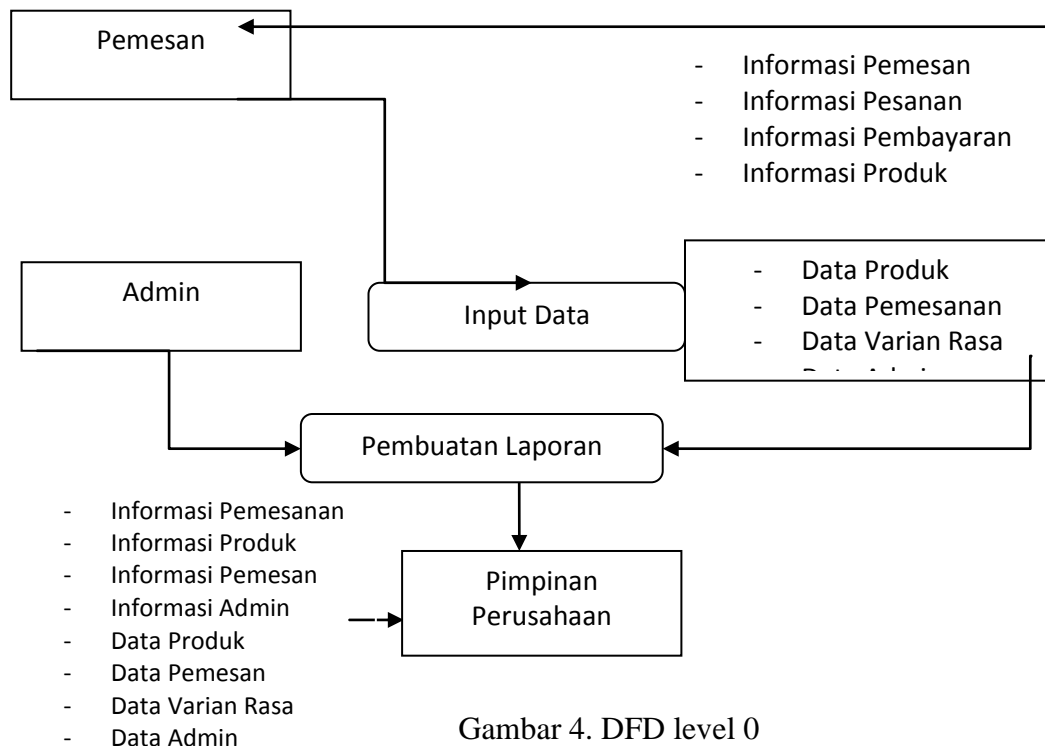 Pemesan
- Informasi Pemesan
- Informasi Pesanan
- Informasi Pembayaran
- Informasi Produk
Admin
Input Data
- Data Produk
- Data Pemesanan
- Data Varian Rasa
Pembuatan Laporan
- Informasi Pemesanan
- Informasi Produk
- Informasi Pemesan
- Informasi Admin
- Data Produk
- Data Pemesan
- Data Varian Rasa
- Data Admin
Pimpinan
Perusahaan
Gambar 4. DFD level 0